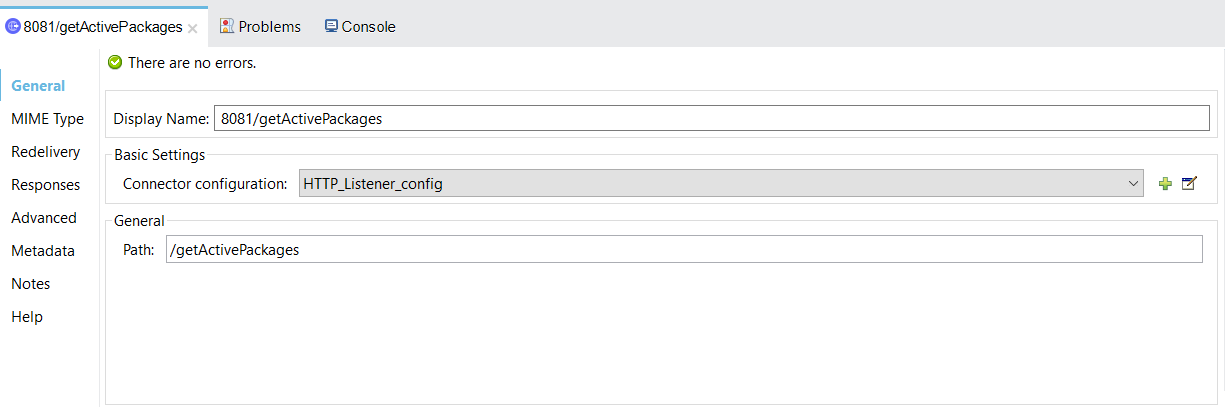 8081/getActivePackages
Problems
Console
There are no errors.
General
MIME Type
Redelivery
Responses
Advanced
Metadata
Notes
Help
Display Name: 8081/getActivePackages
Basic Settings
Connector configuration: HTTP_Listener_config
General
Path: /getActivePackages